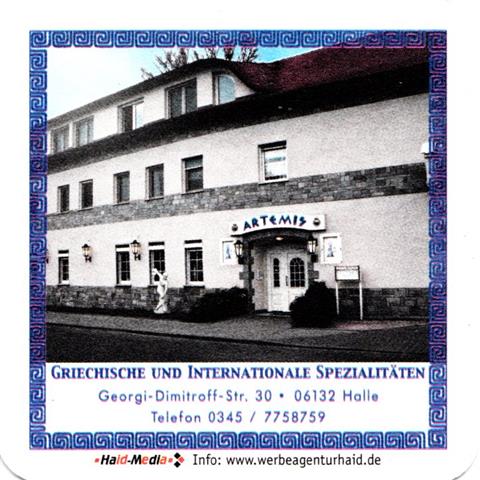 ARTEMIS
GRIECHISCHE UND INTERNATIONALE SPEZIALITÄTEN
Georgi-Dimitroff-Str. 30 • 06132 Halle
Telefon 0345 / 7758759
Haid-Media Info: www.werbeagenturhaid.de